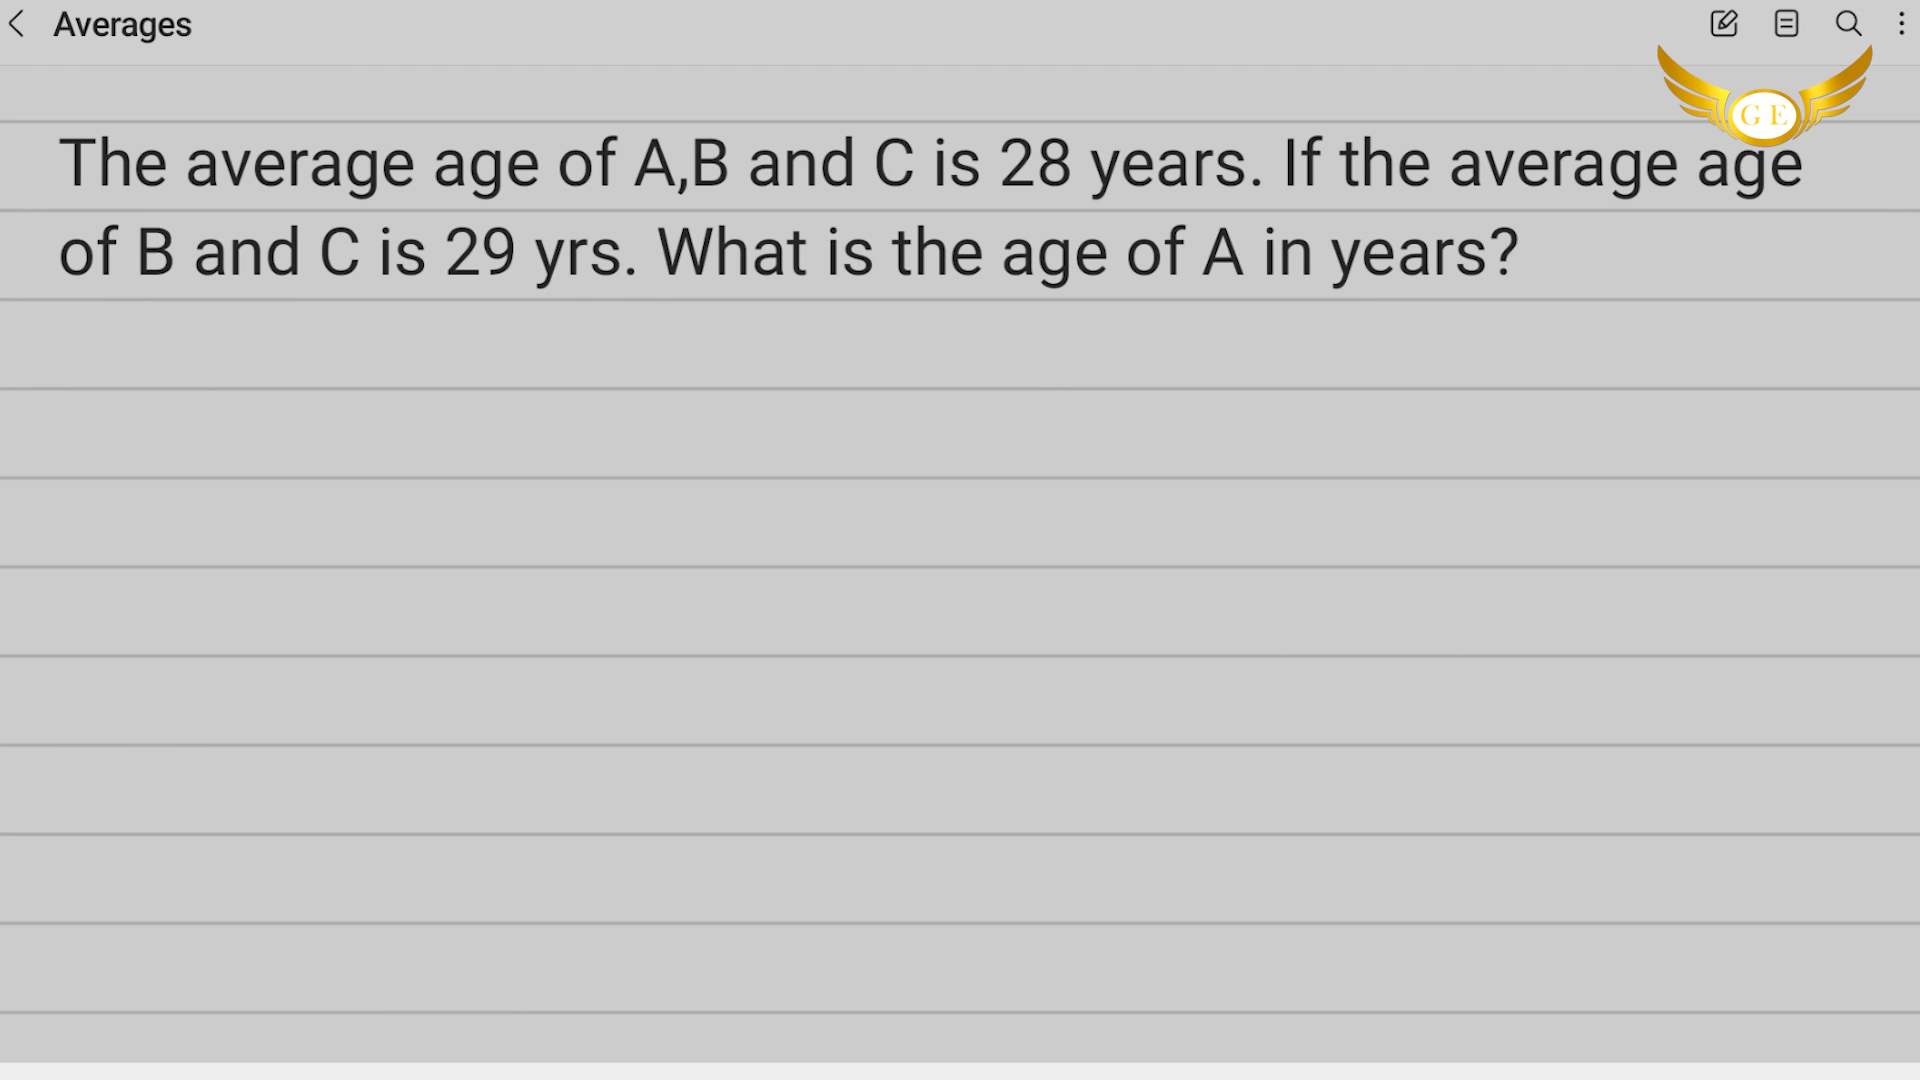 Averages
G E
The average age of A,B and C is 28 years. If the average age
of B and C is 29 yrs. What is the age of A in years?